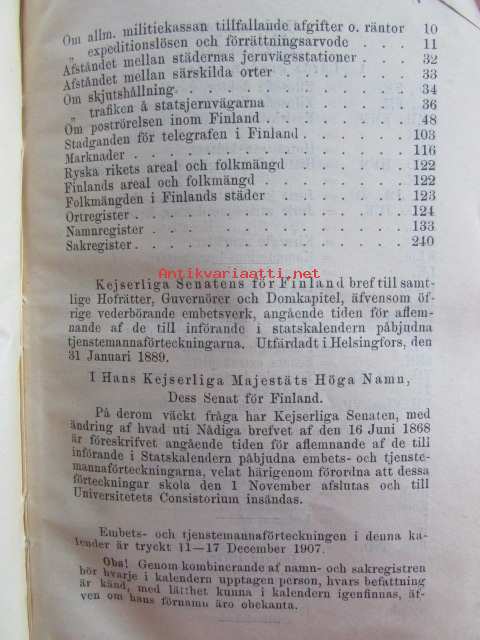 Om allm. militiekassan tillfallande afgifter o. räntor 10
„ expeditionslösen och förrättningsarvode . . . 11
Afståndet mellan städernas jernvägsstationer . . 32
Afståndet mellan särskilda orter . . . . 33
Om skjutshållning . . . . . . . 34
„ trafiken å statsjernvägarna . . . . 36
Om poströrelsen inom Finland . . . . . 48
Stadganden för telegrafen i Finland . . . . 103
Marknader . . . . . . . . 116
Ryska rikets areal och folkmängd . . . . 122
Finlands areal och folkmängd . . . . . 122
Folkmängden i Finlands städer . . . . 123
Ortregister . . . . . . . . 124
Namnregister . . . . . . . . 133
Sakregister . . . . . . . . 240
Antikvariaatti.net
Kejserliga Senatens för Finland bref till samt-
lige Hofrätter, Guvernörer och Domkapitel, äfvensom öf-
rige vederbörande embetsverk, angående tiden för aflem-
nande af de till införande i statskalendern påbjudna
tjenstemannaförteckningarna. Utfärdadt i Helsingfors, den
31 Januari 1889.
I Hans Kejserliga Majestäts Höga Namn,
Dess Senat för Finland.
På derom väckt fråga har Kejserliga Senaten, med
ändring af hvad uti Nådiga brefvet af den 16 Juni 1868
är föreskrifvet angående tiden för aflemnande af de till
införande i Statskalendern påbjudna embets- och tjenste-
mannaförteckningarna, velat härigenom förordna att dessa
förteckningar skola den 1 November afslutas och till
Universitetets Consistorium insändas.
Embets- och tjenstemannaförteckningen i denna ka-
lender är tryckt 11—17 December 1907.
Obs! Genom kombinerande af namn- och sakregistren
bör hvarje i kalendern upptagen person, hvars befattning
är känd, med lätthet kunna i kalendern igenfinnas, äf-
ven om hans förnamn äro obekanta.